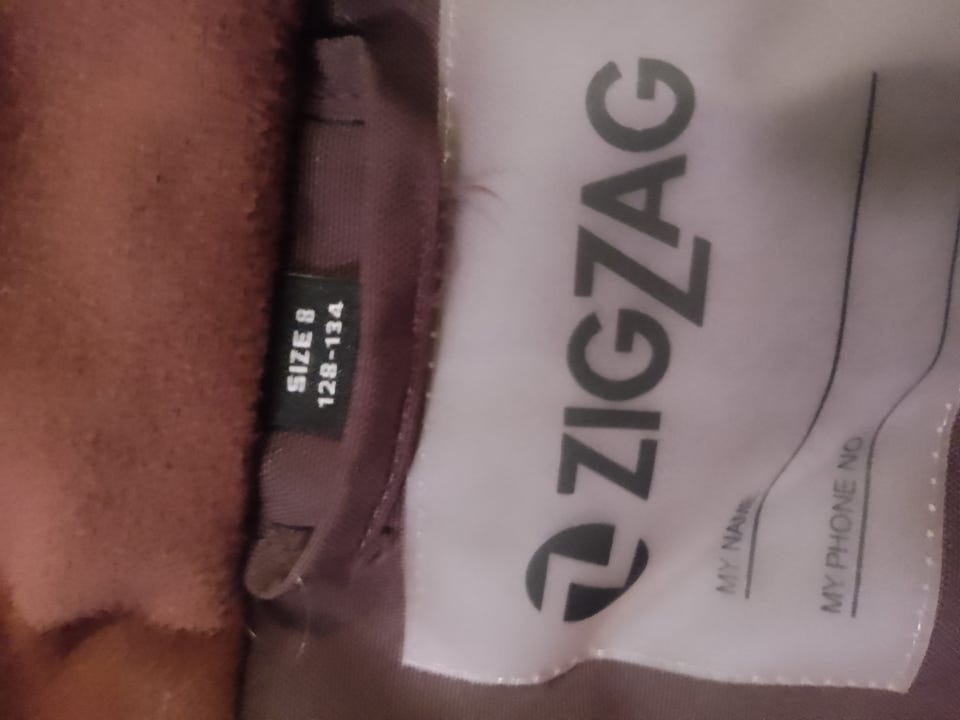 SIZE 8
128-134
ZIGZAG
MY NAME
MY PHONE NO.